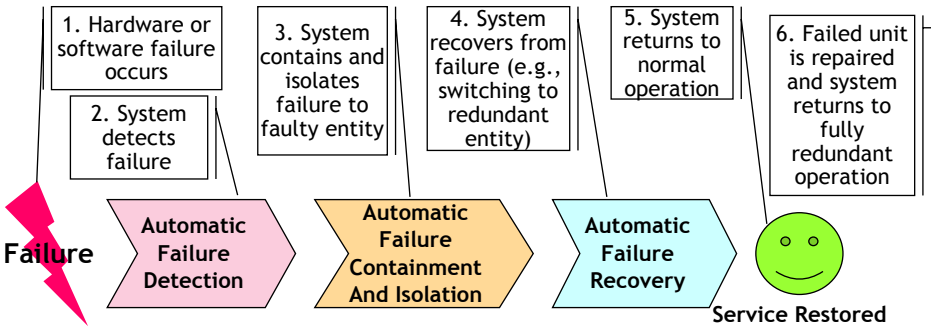 1. Hardware or
software failure
occurs
2. System
detects
failure
3. System
contains and
isolates
failure to
faulty entity
4. System
recovers from
failure (e.g.,
switching to
redundant
entity)
5. System
returns to
normal
operation
6. Failed unit
is repaired
and system
returns to
fully
redundant
operation
Failure
Automatic
Failure
Detection
Automatic
Failure
Containment
And Isolation
Automatic
Failure
Recovery
Service Restored